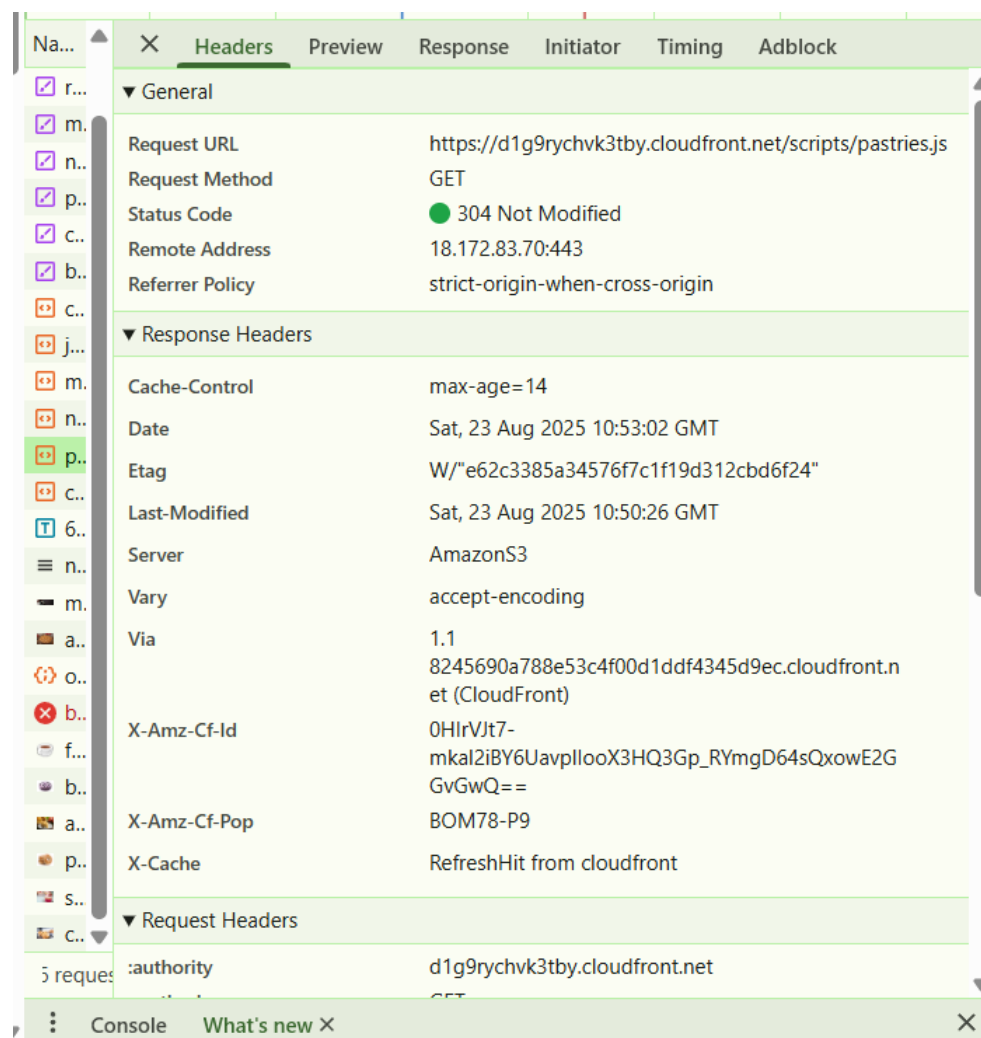 Na...
Headers Preview Response Initiator Timing Adblock
r...
m.
n..
p..
c..
b..
c..
j...
m.
n..
p..
c..
6..
n..
m.
a..
o..
b..
f...
b..
a..
p..
s...
c..
5 reques
General
Request URL https://d1g9rychvk3tby.cloudfront.net/scripts/pastries.js
Request Method GET
Status Code 304 Not Modified
Remote Address 18.172.83.70:443
Referrer Policy strict-origin-when-cross-origin
Response Headers
Cache-Control max-age=14
Date Sat, 23 Aug 2025 10:53:02 GMT
Etag W/"e62c3385a34576f7c1f19d312cbd6f24"
Last-Modified Sat, 23 Aug 2025 10:50:26 GMT
Server AmazonS3
Vary accept-encoding
Via 1.1
8245690a788e53c4f00d1ddf4345d9ec.cloudfront.n
et (CloudFront)
X-Amz-Cf-Id 0HIrVJt7-
mkaI2iBY6UavpIlooX3HQ3Gp_RYmgD64sQxowE2G
GvGwQ==
X-Amz-Cf-Pop BOM78-P9
X-Cache RefreshHit from cloudfront
Request Headers
:authority d1g9rychvk3tby.cloudfront.net
Console What's new